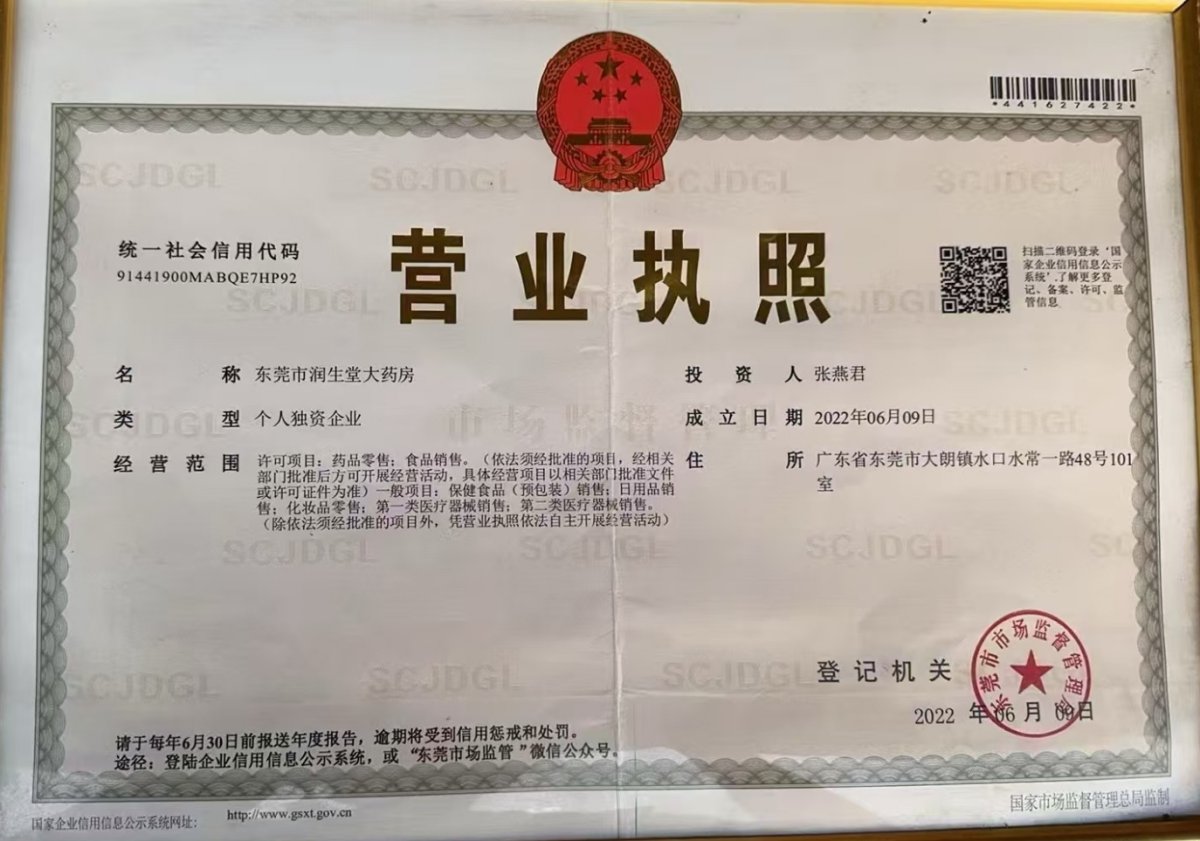 *441627422*
统一社会信用代码
91441900MABQE7HP92
营业执照
扫描二维码登录‘国
家企业信用信息公示
系统’,了解更多登
记、备案、许可、监
管信息
名称 东莞市润生堂大药房
投资人 张燕君
类型 个人独资企业
成立日期 2022年06月09日
经营范围 许可项目：药品零售；食品销售。（依法须经批准的项目，经相关
部门批准后方可开展经营活动，具体经营项目以相关部门批准文件
或许可证件为准）一般项目：保健食品（预包装）销售；日用品销
售；化妆品零售；第一类医疗器械销售；第二类医疗器械销售。
（除依法须经批准的项目外，凭营业执照依法自主开展经营活动）
住所 广东省东莞市大朗镇水口水常一路48号101
室
SCJDGL SCJDGL SCJDGL SCJDGL
市场监督管理
登记机关
东莞市市场监督管理局
2022年06月09日
请于每年6月30日前报送年度报告，逾期将受到信用惩戒和处罚。
途径：登陆企业信用信息公示系统，或“东莞市场监管”微信公众号。
国家企业信用信息公示系统网址：
http://www.gsxt.gov.cn
国家市场监督管理总局监制